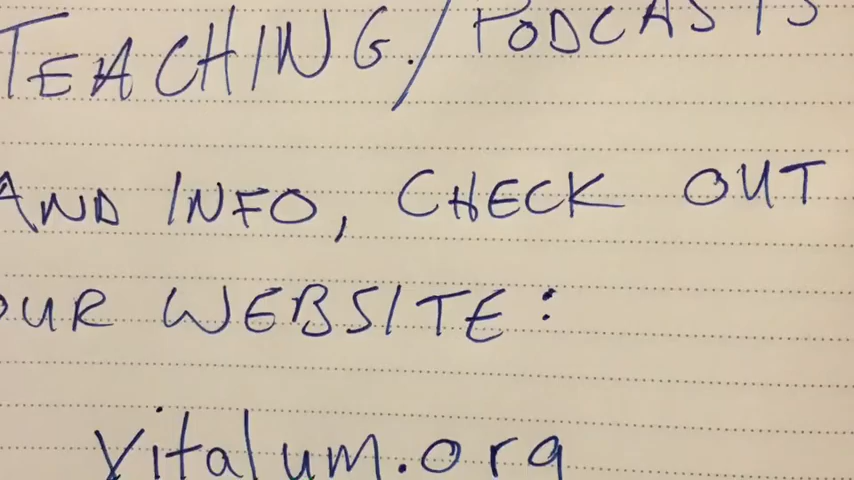 TEACHING/PODCASTS
AND INFO, CHECK OUT
OUR WEBSITE:
Vitalum.org